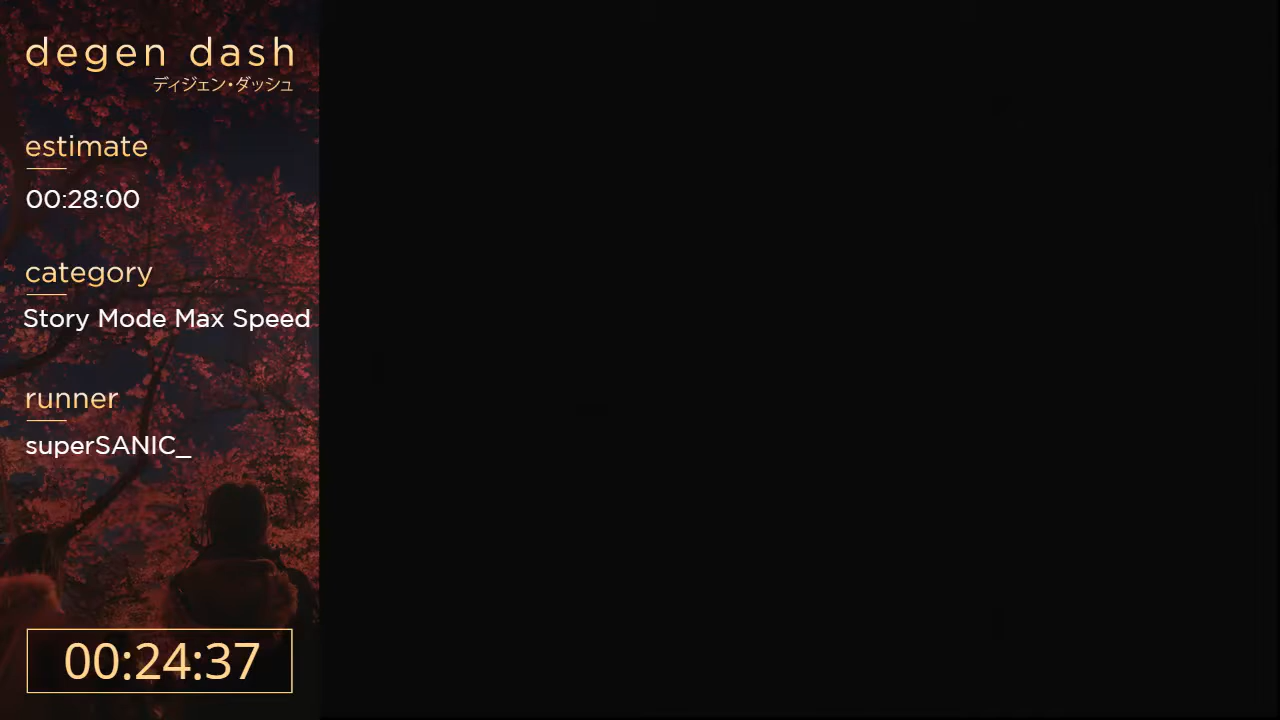 degen dash
ディジェン・ダッシュ
estimate
00:28:00
category
Story Mode Max Speed
runner
superSANIC_
00:24:37